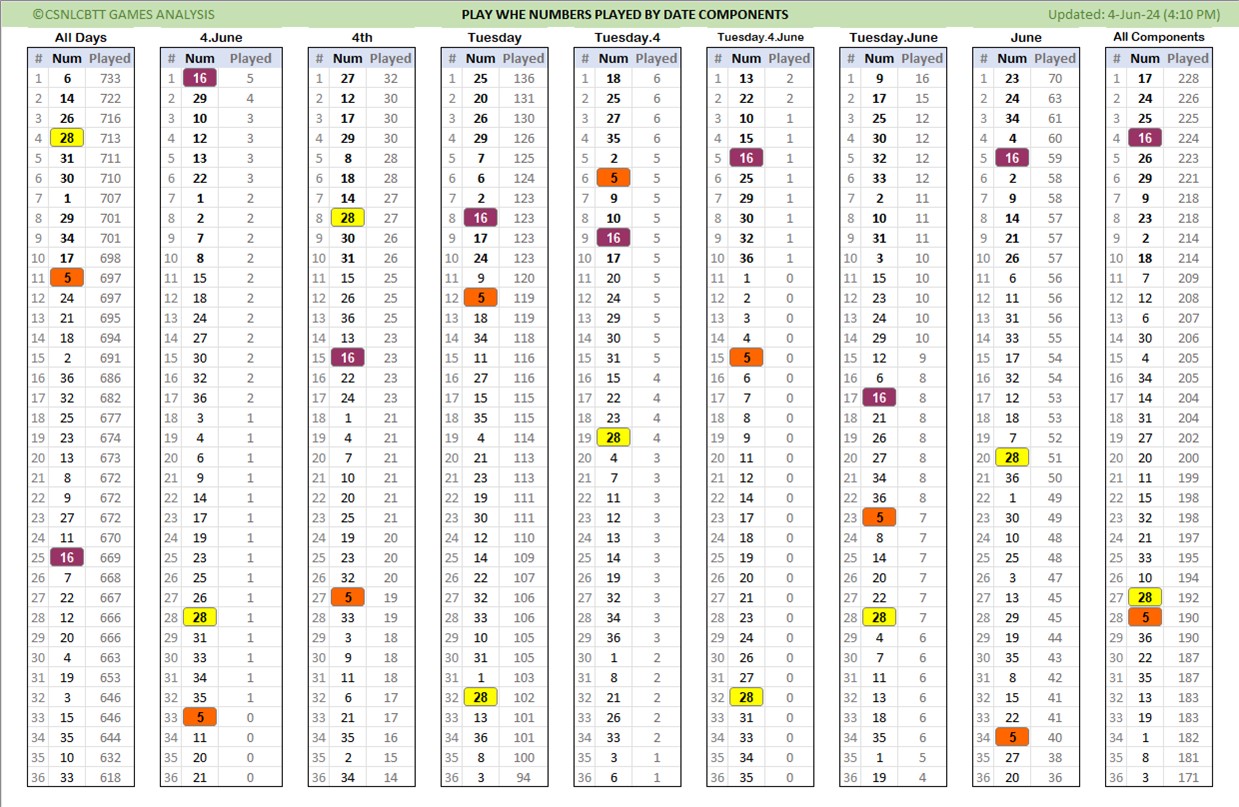 ©CSNLCBTT GAMES ANALYSIS PLAY WHE NUMBERS PLAYED BY DATE COMPONENTS Updated: 4-Jun-24 (4:10 PM)
All Days 4.June 4th Tuesday Tuesday.4 Tuesday.4.June Tuesday.June June All Components
# Num Played # Num Played # Num Played # Num Played # Num Played # Num Played # Num Played # Num Played # Num Played
1 6 733 1 16 5 1 27 32 1 25 136 1 18 6 1 13 2 1 9 16 1 23 70 1 17 228
2 14 722 2 29 4 2 12 30 2 20 131 2 25 6 2 22 2 2 17 15 2 24 63 2 24 226
3 26 716 3 10 3 3 17 30 3 26 130 3 27 6 3 10 1 3 25 12 3 34 61 3 25 225
4 28 713 4 12 3 4 29 30 4 29 126 4 35 6 4 15 1 4 30 12 4 4 60 4 16 224
5 31 711 5 13 3 5 8 28 5 7 125 5 2 5 5 16 1 5 32 12 5 16 59 5 26 223
6 30 710 6 22 3 6 18 28 6 6 124 6 5 5 6 25 1 6 33 12 6 2 58 6 29 221
7 1 707 7 1 2 7 14 27 7 2 123 7 9 5 7 29 1 7 2 11 7 9 58 7 9 218
8 29 701 8 2 2 8 28 27 8 16 123 8 10 5 8 30 1 8 10 11 8 14 57 8 23 218
9 34 701 9 7 2 9 30 26 9 17 123 9 16 5 9 32 1 9 31 11 9 21 57 9 2 214
10 17 698 10 8 2 10 31 26 10 24 123 10 17 5 10 36 1 10 3 10 10 26 57 10 18 214
11 5 697 11 15 2 11 15 25 11 9 120 11 20 5 11 1 0 11 15 10 11 6 56 11 7 209
12 24 697 12 18 2 12 26 25 12 5 119 12 24 5 12 2 0 12 23 10 12 11 56 12 12 208
13 21 695 13 24 2 13 36 25 13 18 119 13 29 5 13 3 0 13 24 10 13 31 56 13 6 207
14 18 694 14 27 2 14 13 23 14 34 118 14 30 5 14 4 0 14 29 10 14 33 55 14 30 206
15 2 691 15 30 2 15 16 23 15 11 116 15 31 5 15 5 0 15 12 9 15 17 54 15 4 205
16 36 686 16 32 2 16 22 23 16 27 116 16 15 4 16 6 0 16 6 8 16 32 54 16 34 205
17 32 682 17 36 2 17 24 23 17 15 115 17 22 4 17 7 0 17 16 8 17 12 53 17 14 204
18 25 677 18 3 1 18 1 21 18 35 115 18 23 4 18 8 0 18 21 8 18 18 53 18 31 204
19 23 674 19 4 1 19 4 21 19 4 114 19 28 4 19 9 0 19 26 8 19 7 52 19 27 202
20 13 673 20 6 1 20 7 21 20 21 113 20 4 3 20 11 0 20 27 8 20 28 51 20 20 200
21 8 672 21 9 1 21 10 21 21 23 113 21 7 3 21 12 0 21 34 8 21 36 50 21 11 199
22 9 672 22 14 1 22 20 21 22 19 111 22 11 3 22 14 0 22 36 8 22 1 49 22 15 198
23 27 672 23 17 1 23 25 21 23 30 111 23 12 3 23 17 0 23 5 7 23 30 49 23 32 198
24 11 670 24 19 1 24 19 20 24 12 110 24 13 3 24 18 0 24 8 7 24 10 48 24 21 197
25 16 669 25 23 1 25 23 20 25 14 109 25 14 3 25 19 0 25 14 7 25 25 48 25 33 195
26 7 668 26 25 1 26 32 20 26 22 107 26 19 3 26 20 0 26 20 7 26 3 47 26 10 194
27 22 667 27 26 1 27 5 19 27 32 106 27 32 3 27 21 0 27 22 7 27 13 45 27 28 192
28 12 666 28 28 1 28 33 19 28 33 106 28 34 3 28 23 0 28 28 7 28 29 45 28 5 190
29 20 666 29 31 1 29 3 18 29 10 105 29 36 3 29 24 0 29 4 6 29 19 44 29 36 190
30 4 663 30 33 1 30 9 18 30 31 105 30 1 2 30 26 0 30 7 6 30 35 43 30 22 187
31 19 653 31 34 1 31 11 18 31 1 103 31 8 2 31 27 0 31 11 6 31 8 42 31 35 187
32 3 646 32 35 1 32 6 17 32 28 102 32 21 2 32 28 0 32 13 6 32 15 41 32 13 183
33 15 646 33 5 0 33 21 17 33 13 101 33 26 2 33 31 0 33 18 6 33 22 41 33 19 183
34 35 644 34 11 0 34 35 16 34 36 101 34 33 2 34 33 0 34 35 6 34 5 40 34 1 182
35 10 632 35 20 0 35 2 15 35 8 100 35 3 1 35 34 0 35 1 5 35 27 38 35 8 181
36 33 618 36 21 0 36 34 14 36 3 94 36 6 1 36 35 0 36 19 4 36 20 36 36 3 171